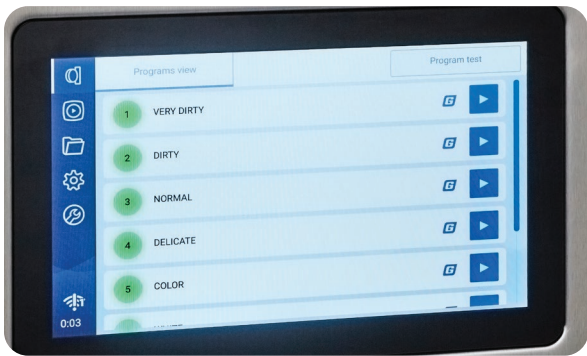 Programs view
Program test
1 VERY DIRTY G
2 DIRTY G
3 NORMAL G
4 DELICATE G
5 COLOR G
0:03